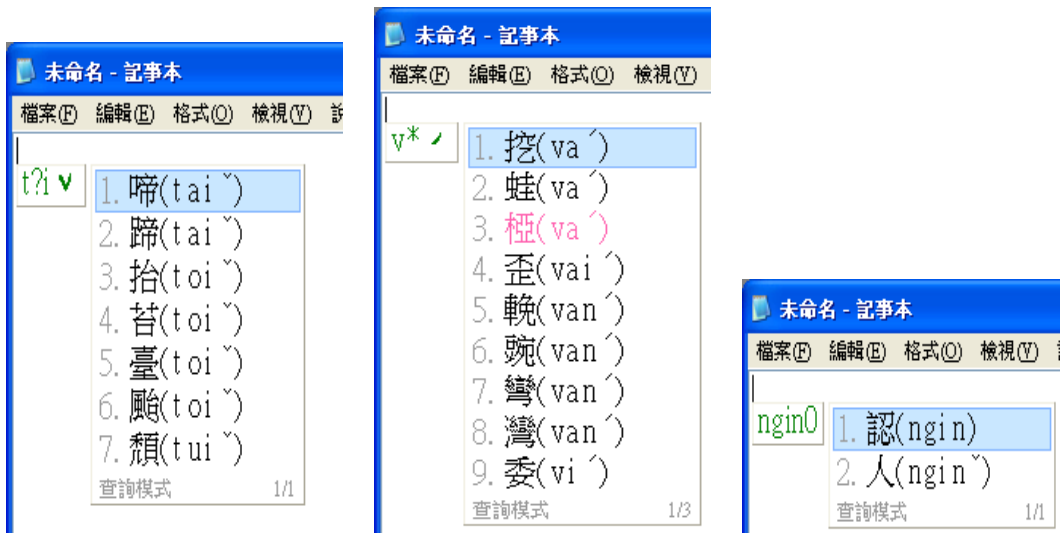 未命名 - 記事本
檔案(F) 編輯(E) 格式(O) 檢視(V)
t?i ˇ
1. 啼(taiˇ)
2. 蹄(taiˇ)
3. 抬(toiˇ)
4. 苔(toiˇ)
5. 臺(toiˇ)
6. 颱(toiˇ)
7. 頹(tuiˇ)
查詢模式 1/1
未命名 - 記事本
檔案(F) 編輯(E) 格式(O) 檢視(V)
v* ˊ
1. 挖(vaˊ)
2. 蛙(vaˊ)
3. 椏(vaˊ)
4. 歪(vaiˊ)
5. 輓(vanˊ)
6. 豌(vanˊ)
7. 彎(vanˊ)
8. 灣(vanˊ)
9. 委(viˊ)
查詢模式 1/3
未命名 - 記事本
檔案(F) 編輯(E) 格式(O) 檢視(V)
ngin0
1. 認(ngin)
2. 人(nginˇ)
查詢模式 1/1